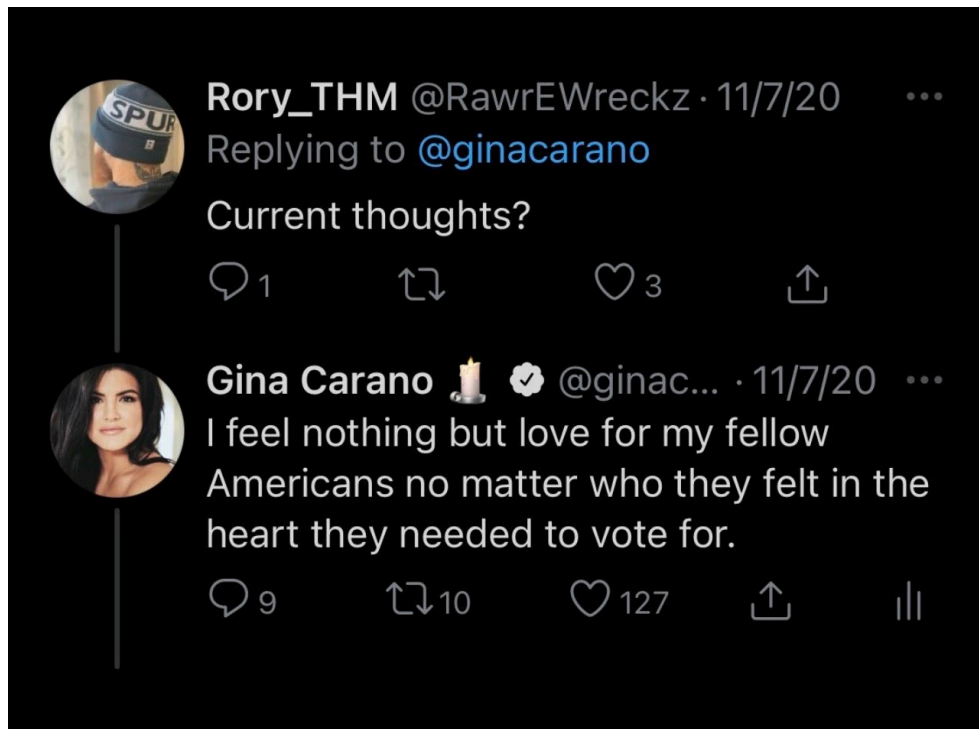 SPUR
Rory_THM @RawrEWreckz · 11/7/20
Replying to @ginacarano
Current thoughts?
1 3
Gina Carano 🕯️ @ginac... · 11/7/20
I feel nothing but love for my fellow
Americans no matter who they felt in the
heart they needed to vote for.
9 10 127